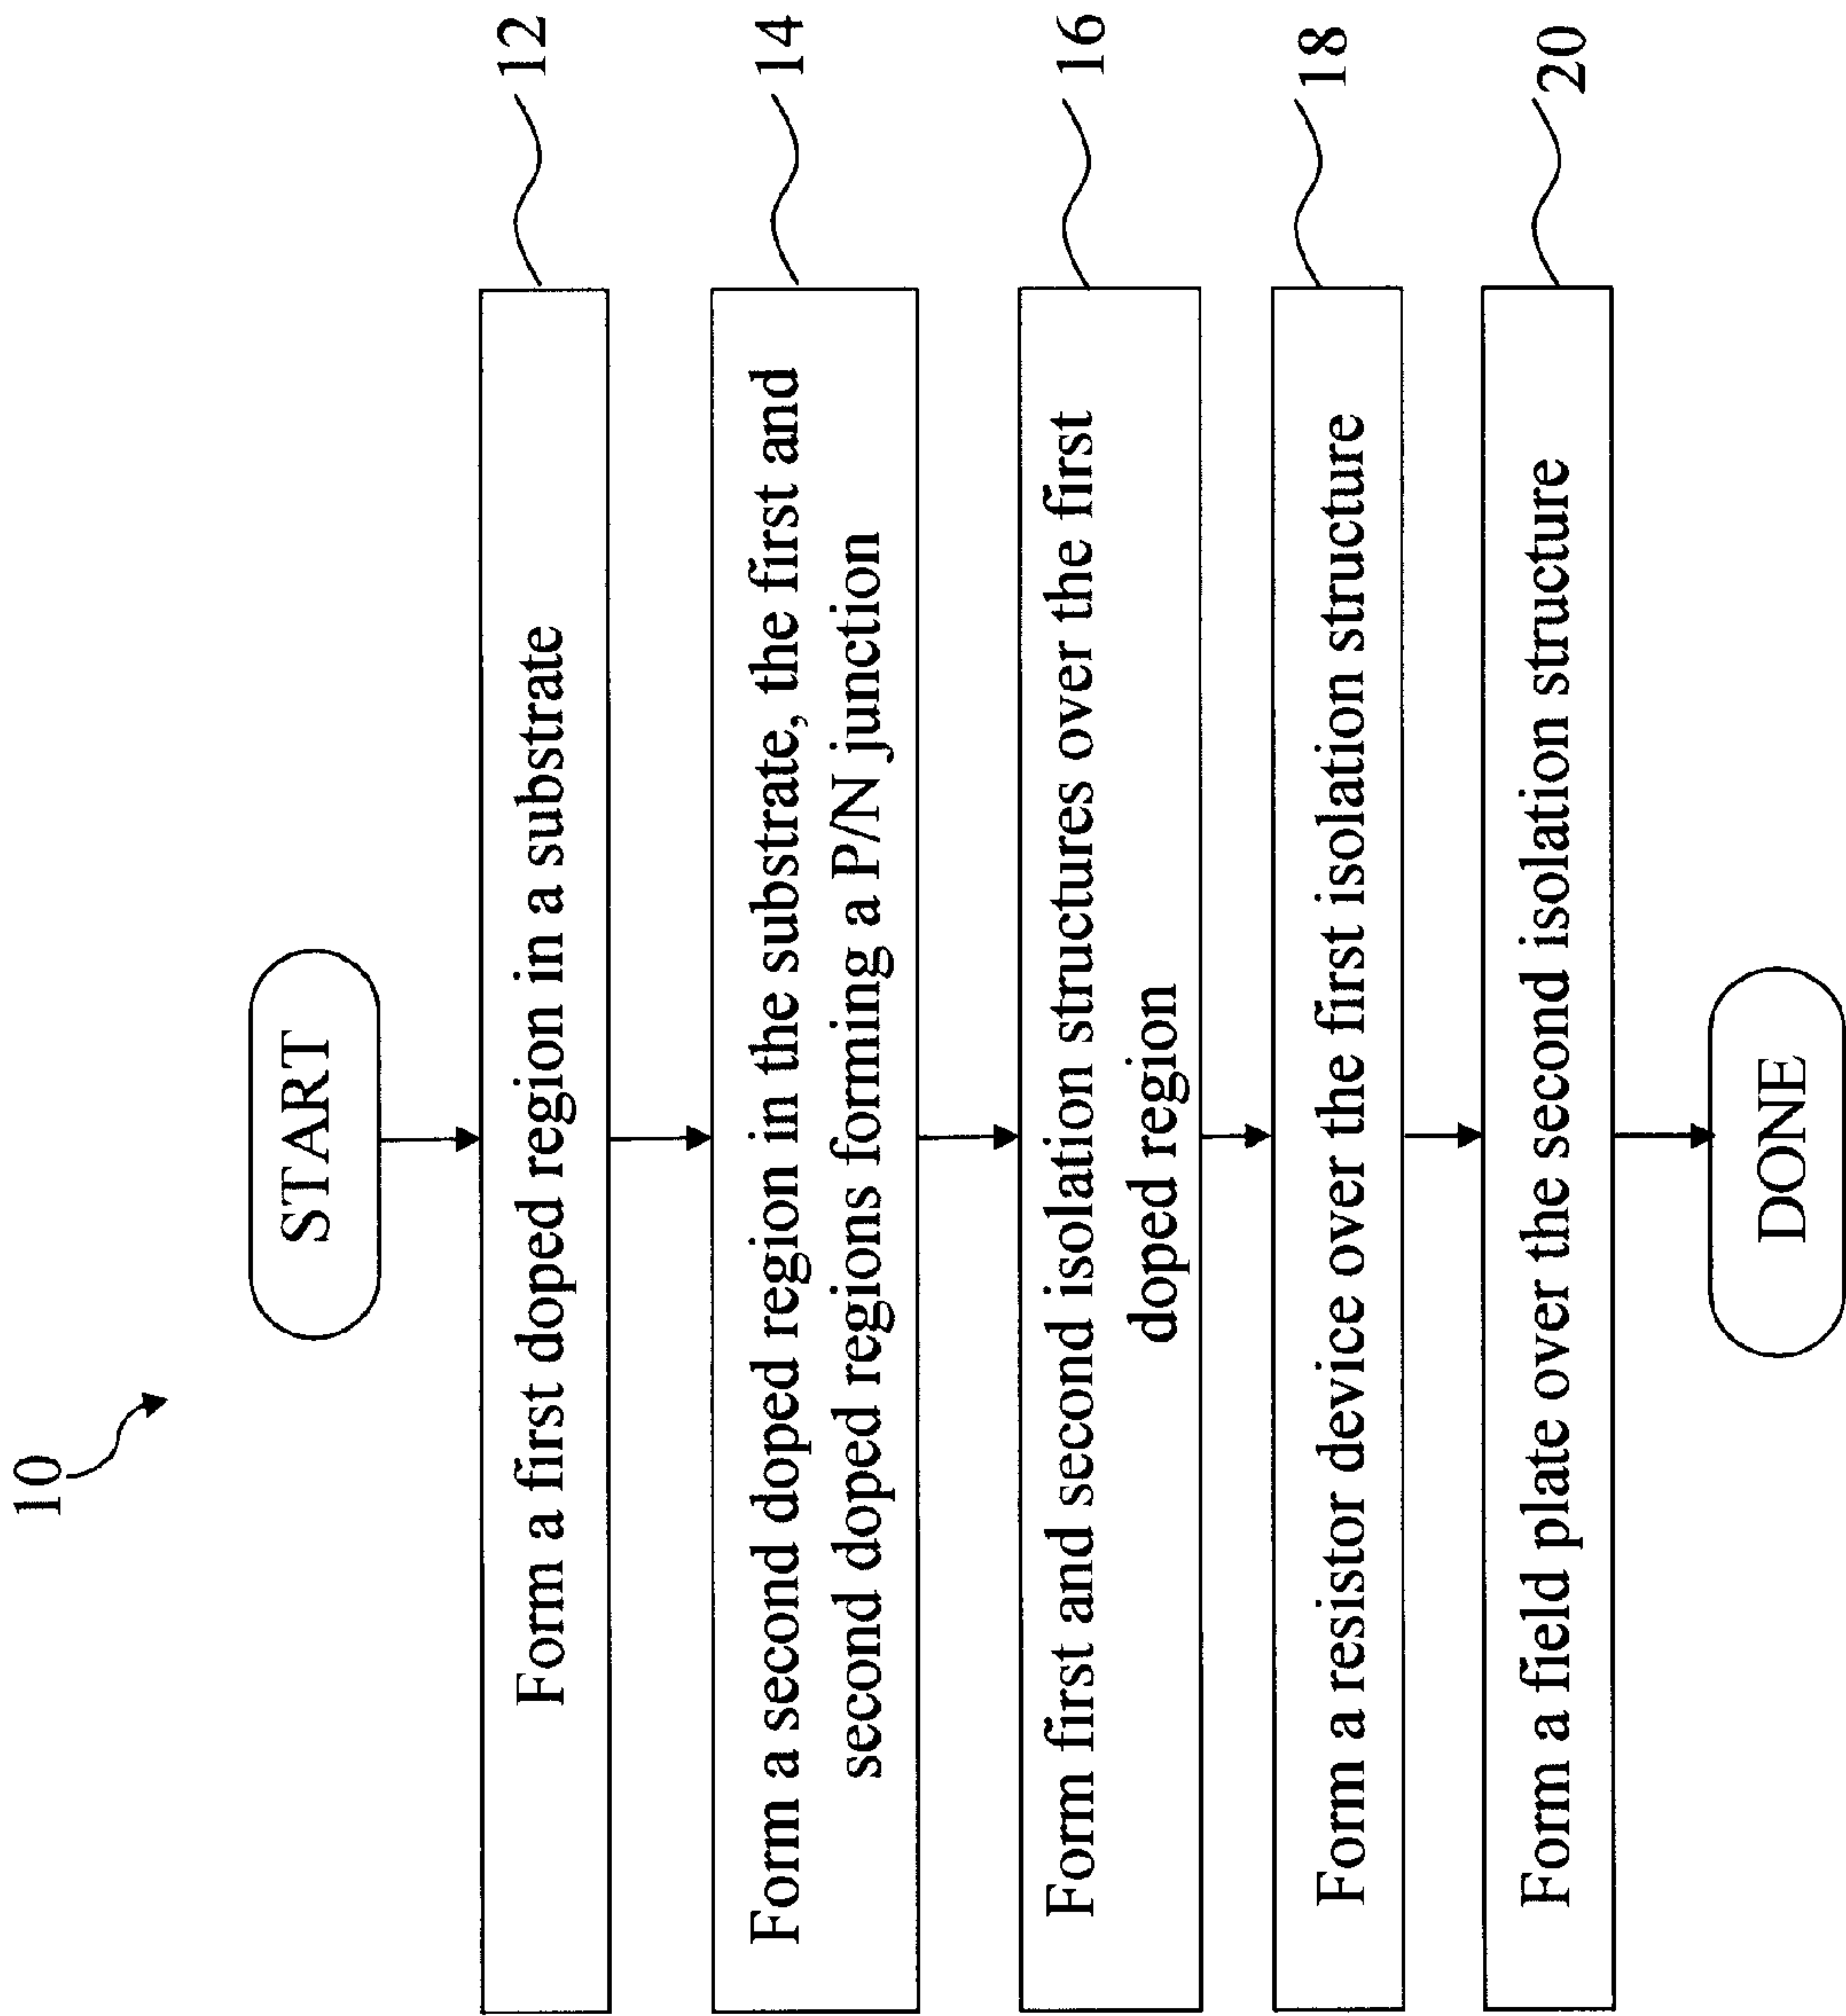 10
START
Form a first doped region in a substrate
12
Form a second doped region in the substrate, the first and
second doped regions forming a P/N junction
14
Form first and second isolation structures over the first
doped region
16
Form a resistor device over the first isolation structure
18
Form a field plate over the second isolation structure
20
DONE